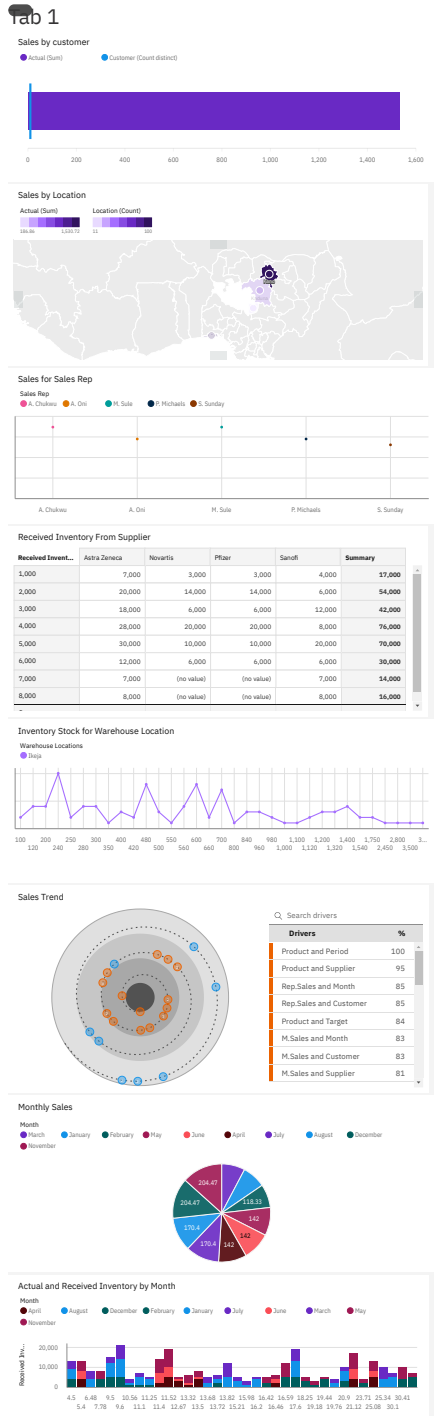 Tab 1
Sales by customer
Actual (Sum) Customer (Count distinct)
0 200 400 600 800 1,000 1,200 1,400 1,600
Sales by Location
Actual (Sum) Location (Count)
186.86 1,530.72 11 100
Sales for Sales Rep
Sales Rep
A. Chukwu A. Oni M. Sule P. Michaels S. Sunday
A. Chukwu A. Oni M. Sule P. Michaels S. Sunday
Received Inventory From Supplier
Received Invent... Astra Zeneca Novartis Pfizer Sanofi Summary
1,000 7,000 3,000 3,000 4,000 17,000
2,000 20,000 14,000 14,000 6,000 54,000
3,000 18,000 6,000 6,000 12,000 42,000
4,000 28,000 20,000 20,000 8,000 76,000
5,000 30,000 10,000 10,000 20,000 70,000
6,000 12,000 6,000 6,000 6,000 30,000
7,000 7,000 (no value) (no value) 7,000 14,000
8,000 8,000 (no value) (no value) 8,000 16,000
Inventory Stock for Warehouse Location
Warehouse Locations
Ikeja
100 200 250 300 400 480 550 600 700 840 980 1,100 1,200 1,400 1,750 2,800 3...
120 240 280 350 420 500 560 660 800 960 1,000 1,120 1,320 1,540 2,450 3,500
Sales Trend
Search drivers
Drivers %
Product and Period 100
Product and Supplier 95
Rep.Sales and Month 85
Rep.Sales and Customer 85
Product and Target 84
M.Sales and Month 83
M.Sales and Customer 83
M.Sales and Supplier 81
Monthly Sales
Month
March January February May June April July August December
November
204.47 118.33
204.47 142
170.4 142
170.4 142
Actual and Received Inventory by Month
Month
April August December February January July June March May
November
Received Inv...
20,000
10,000
0
4.5 6.48 9.5 10.56 11.25 11.52 13.32 13.68 13.82 15.98 16.42 16.59 18.25 19.44 20.9 23.71 25.34 30.41
5.4 7.78 9.6 11.1 11.4 12.67 13.5 13.72 15.21 16.2 16.46 17.6 19.18 19.76 21.12 25.08 30.1